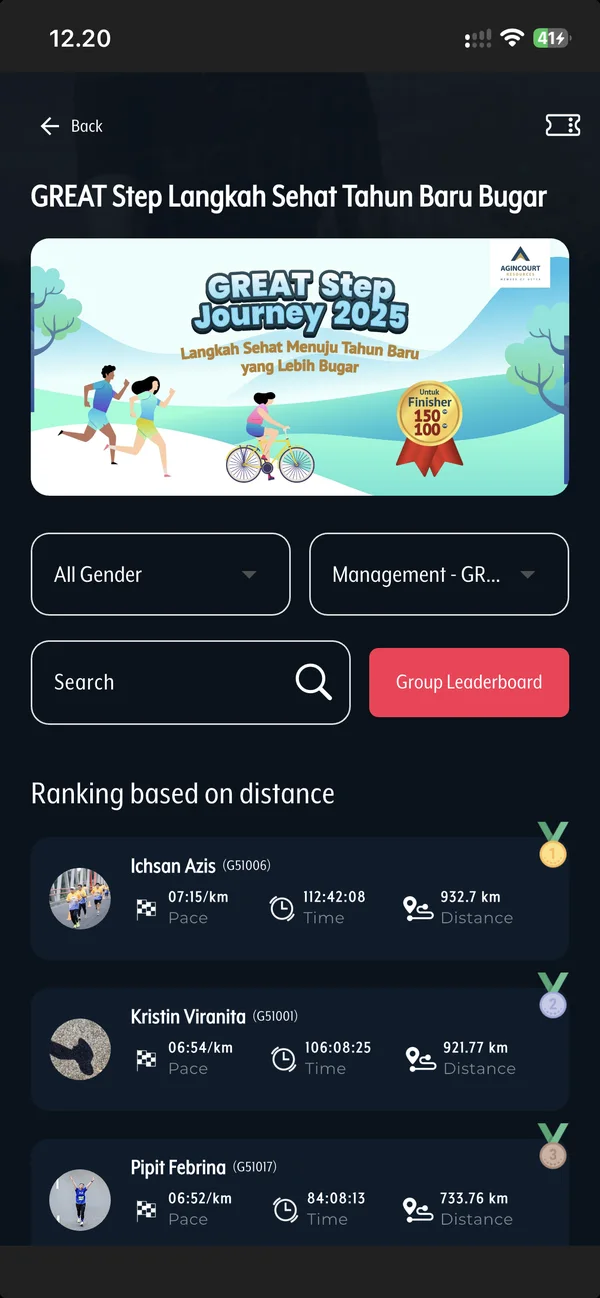 12.20
41
Back
GREAT Step Langkah Sehat Tahun Baru Bugar
AGINCOURT
RESOURCES
GREAT Step
Journey 2025
Langkah Sehat Menuju Tahun Baru
yang Lebih Bugar
Untuk
Finisher
150
100
All Gender
Management - GR...
Search
Group Leaderboard
Ranking based on distance
1
Ichsan Azis (G51006)
07:15/km 112:42:08 932.7 km
Pace Time Distance
2
Kristin Viranita (G51001)
06:54/km 106:08:25 921.77 km
Pace Time Distance
3
Pipit Febrina (G51017)
06:52/km 84:08:13 733.76 km
Pace Time Distance